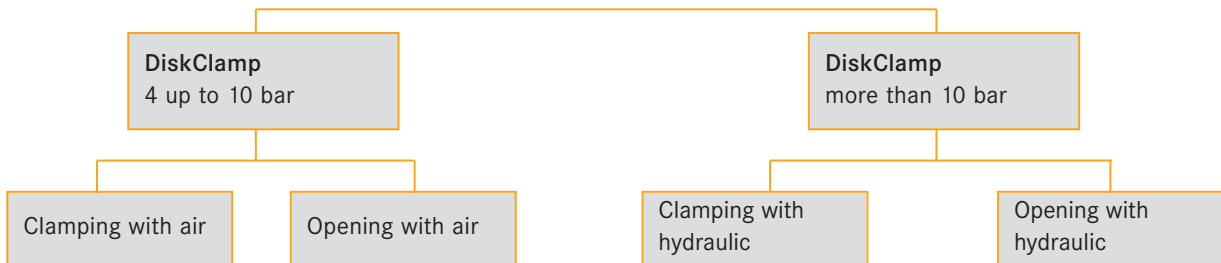 DiskClamp
4 up to 10 bar
DiskClamp
more than 10 bar
Clamping with air
Opening with air
Clamping with
hydraulic
Opening with
hydraulic